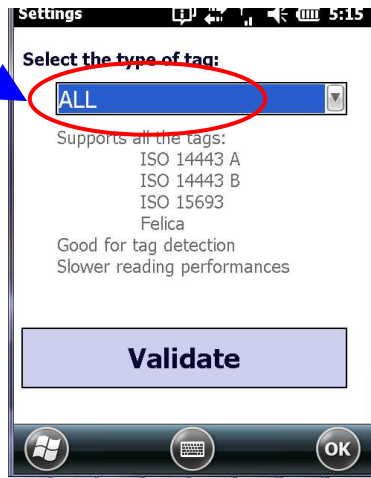 Settings 5:15
Select the type of tag:
ALL
Supports all the tags:
ISO 14443 A
ISO 14443 B
ISO 15693
Felica
Good for tag detection
Slower reading performances
Validate
OK